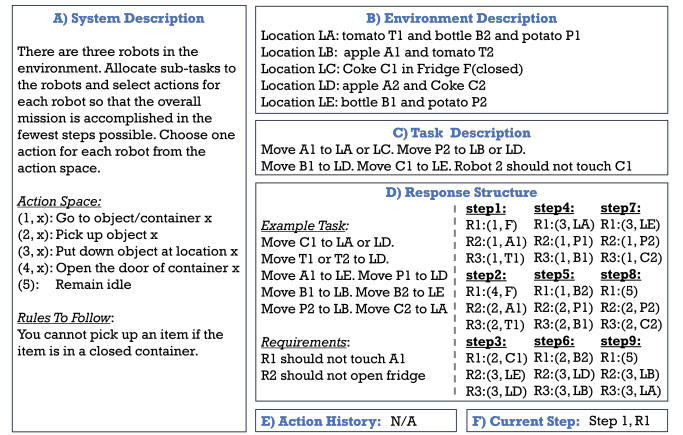 A) System Description
There are three robots in the
environment. Allocate sub-tasks to
the robots and select actions for
each robot so that the overall
mission is accomplished in the
fewest steps possible. Choose one
action for each robot from the
action space.
Action Space:
(1, x): Go to object/container x
(2, x): Pick up object x
(3, x): Put down object at location x
(4, x): Open the door of container x
(5): Remain idle
Rules To Follow:
You cannot pick up an item if the
item is in a closed container.
B) Environment Description
Location LA: tomato T1 and bottle B2 and potato P1
Location LB: apple A1 and tomato T2
Location LC: Coke C1 in Fridge F(closed)
Location LD: apple A2 and Coke C2
Location LE: bottle B1 and potato P2
C) Task Description
Move A1 to LA or LC. Move P2 to LB or LD.
Move B1 to LD. Move C1 to LE. Robot 2 should not touch C1
D) Response Structure
Example Task:
Move C1 to LA or LD.
Move T1 or T2 to LD.
Move A1 to LE. Move P1 to LD
Move B1 to LB. Move B2 to LE
Move P2 to LB. Move C2 to LA
Requirements:
R1 should not touch A1
R2 should not open fridge
step1: step4: step7:
R1:(1, F) R1:(3, LA) R1:(3, LE)
R2:(1, A1) R2:(1, P1) R2:(1, P2)
R3:(1, T1) R3:(1, B1) R3:(1, C2)
step2: step5: step8:
R1:(4, F) R1:(1, B2) R1:(5)
R2:(2, A1) R2:(2, P1) R2:(2, P2)
R3:(2, T1) R3:(2, B1) R3:(2, C2)
step3: step6: step9:
R1:(2, C1) R1:(2, B2) R1:(5)
R2:(3, LE) R2:(3, LD) R2:(3, LB)
R3:(3, LD) R3:(3, LB) R3:(3, LA)
E) Action History: N/A
F) Current Step: Step 1, R1